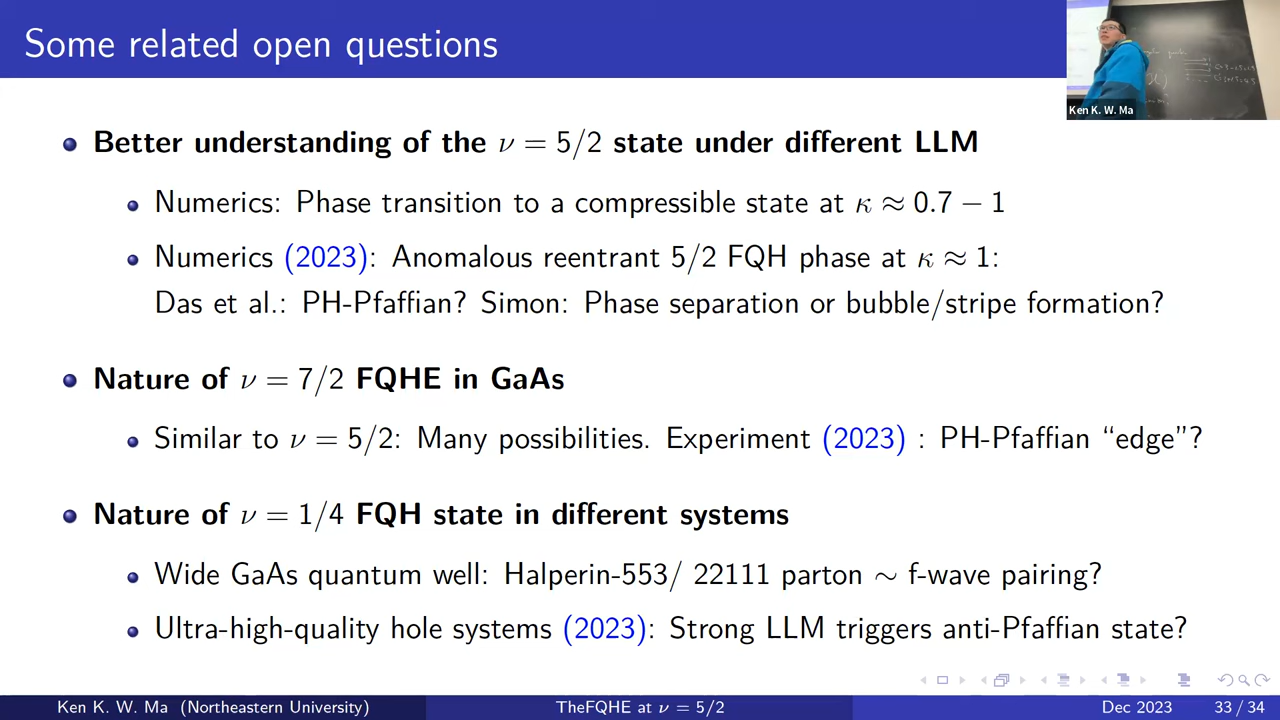 Some related open questions
Ken K. W. Ma
Better understanding of the ν = 5/2 state under different LLM
Numerics: Phase transition to a compressible state at κ ≈ 0.7 − 1
Numerics (2023): Anomalous reentrant 5/2 FQH phase at κ ≈ 1:
Das et al.: PH-Pfaffian? Simon: Phase separation or bubble/stripe formation?
Nature of ν = 7/2 FQHE in GaAs
Similar to ν = 5/2: Many possibilities. Experiment (2023) : PH-Pfaffian “edge”?
Nature of ν = 1/4 FQH state in different systems
Wide GaAs quantum well: Halperin-553/ 22111 parton ∼ f-wave pairing?
Ultra-high-quality hole systems (2023): Strong LLM triggers anti-Pfaffian state?
Ken K. W. Ma (Northeastern University) TheFQHE at ν = 5/2 Dec 2023 33 / 34